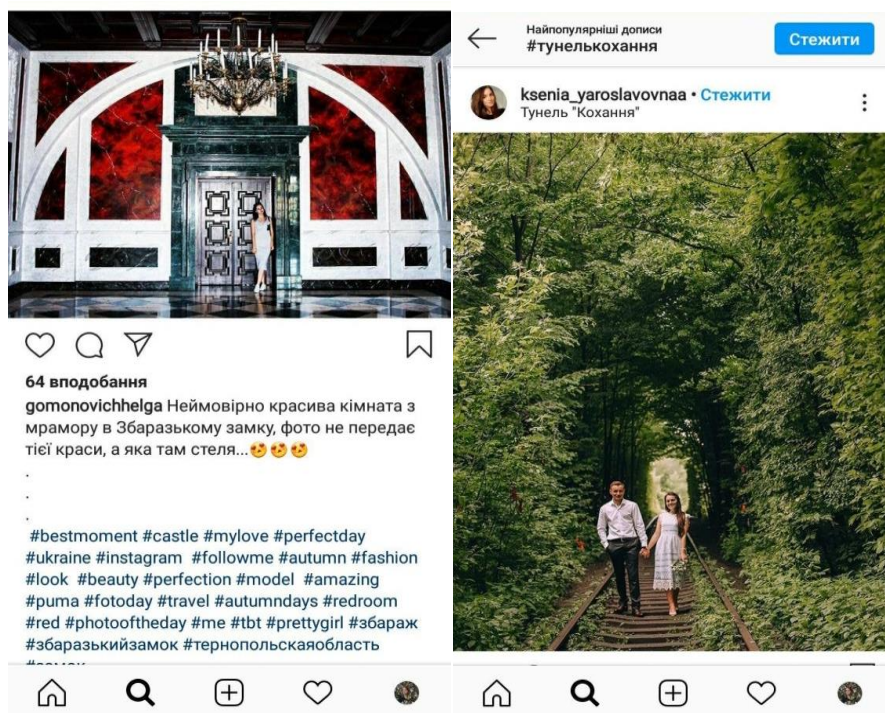 64 вподобання
gomonovichhelga Неймовірно красива кімната з
мрамору в Збаразькому замку, фото не передає
тієї краси, а яка там стеля...😍😍😍
.
.
.
#bestmoment #castle #mylove #perfectday
#ukraine #instagram #followme #autumn #fashion
#look #beauty #perfection #model #amazing
#puma #fotoday #travel #autumndays #redroom
#red #photooftheday #me #tbt #prettygirl #збараж
#збаразькийзамок #тернопольскаяобласть
Найпопулярніші дописи
#тунелькохання
Стежити
ksenia_yaroslavovnaa • Стежити
Тунель "Кохання"